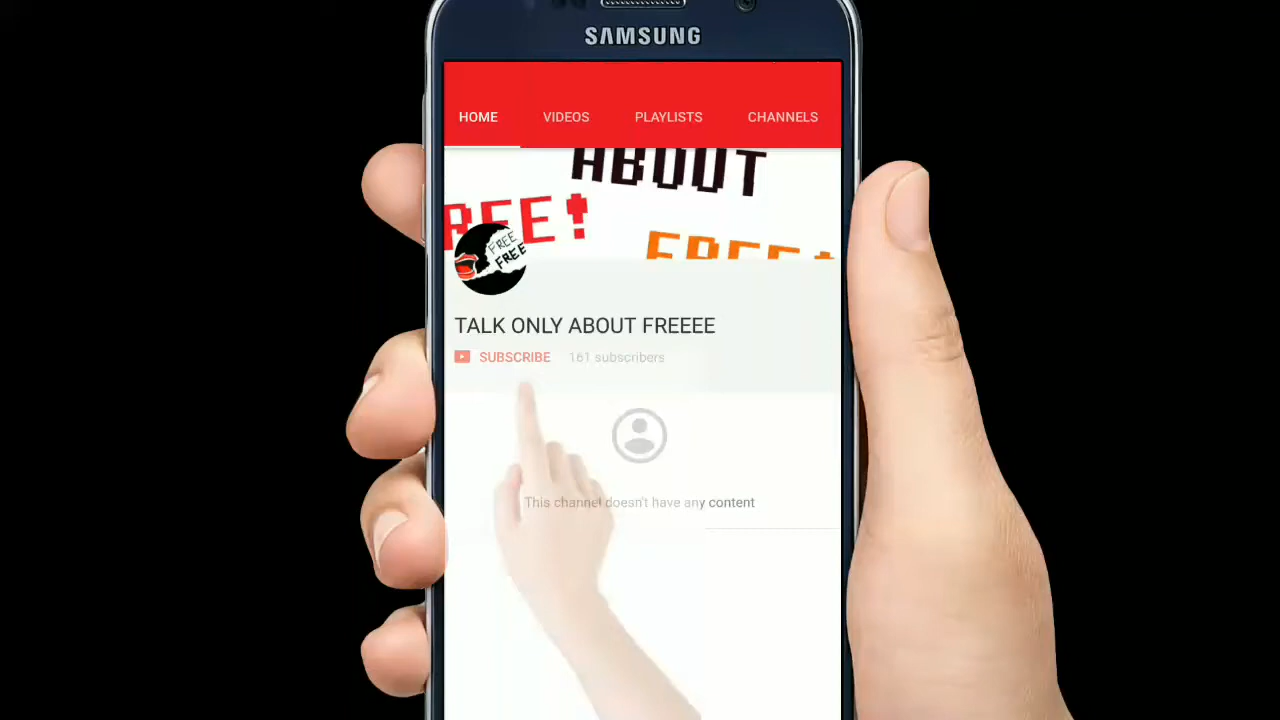 SAMSUNG
HOME VIDEOS PLAYLISTS CHANNELS
ABOUT
REE!
FREE!
FREE
FREE
TALK ONLY ABOUT FREEEE
SUBSCRIBE 161 subscribers
This channel doesn't have any content